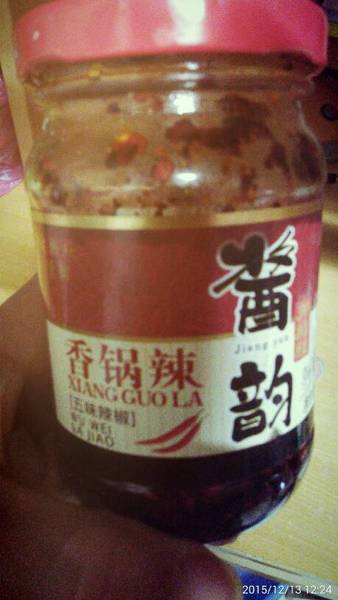 酱
Jiang yun
韵
香锅辣
XIANG GUO LA
[五味辣椒]
WU WEI
LA JIAO
2015/12/13 12:24